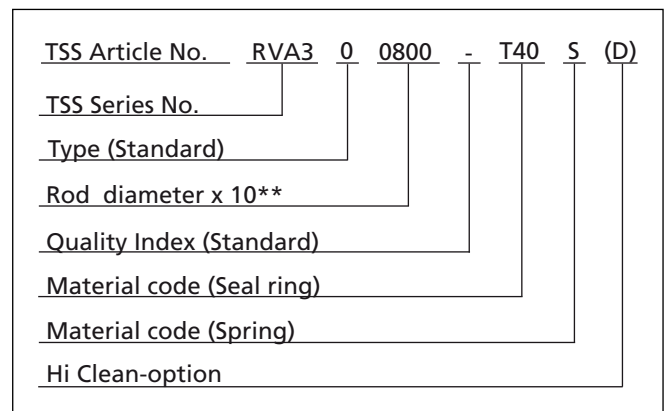 TSS Article No. RVA3 0 0800 - T40 S (D)
TSS Series No.
Type (Standard)
Rod diameter x 10**
Quality Index (Standard)
Material code (Seal ring)
Material code (Spring)
Hi Clean-option